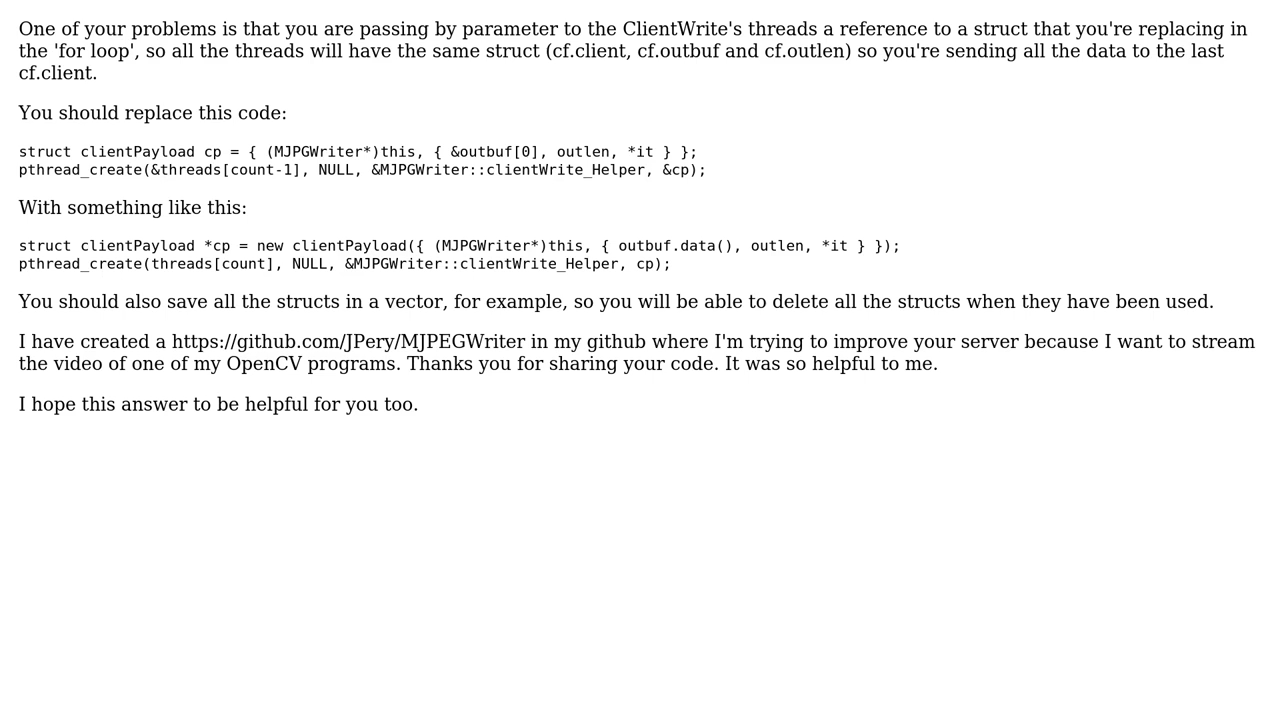 One of your problems is that you are passing by parameter to the ClientWrite's threads a reference to a struct that you're replacing in
the 'for loop', so all the threads will have the same struct (cf.client, cf.outbuf and cf.outlen) so you're sending all the data to the last
cf.client.
You should replace this code:
struct clientPayload cp = { (MJPGWriter*)this, { &outbuf[0], outlen, *it } };
pthread_create(&threads[count-1], NULL, &MJPGWriter::clientWrite_Helper, &cp);
With something like this:
struct clientPayload *cp = new clientPayload({ (MJPGWriter*)this, { outbuf.data(), outlen, *it } });
pthread_create(threads[count], NULL, &MJPGWriter::clientWrite_Helper, cp);
You should also save all the structs in a vector, for example, so you will be able to delete all the structs when they have been used.
I have created a https://github.com/JPery/MJPEGWriter in my github where I'm trying to improve your server because I want to stream
the video of one of my OpenCV programs. Thanks you for sharing your code. It was so helpful to me.
I hope this answer to be helpful for you too.